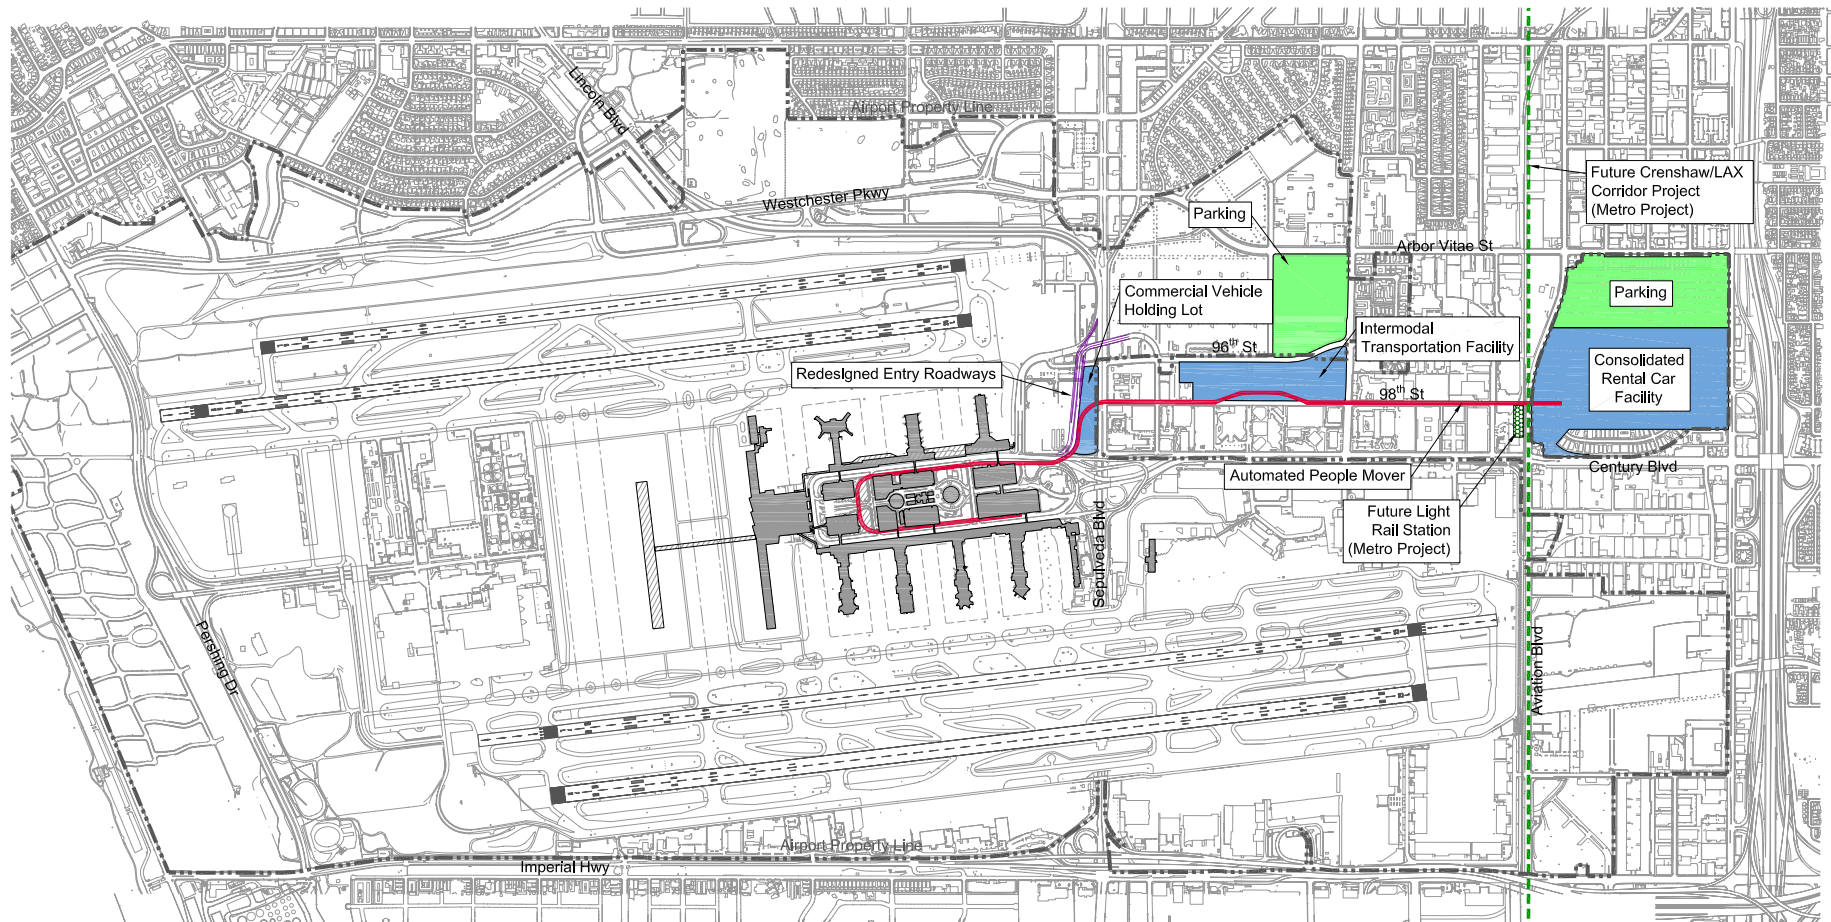 Lincoln Blvd
Airport Property Line
Westchester Pkwy
Future Crenshaw/LAX
Corridor Project
(Metro Project)
Parking
Arbor Vitae St
Commercial Vehicle
Holding Lot
Parking
Intermodal
Transportation Facility
96th St
Redesigned Entry Roadways
Consolidated
Rental Car
Facility
98th St
Automated People Mover
Century Blvd
Future Light
Rail Station
(Metro Project)
Sepulveda Blvd
Pershing Dr
Aviation Blvd
Airport Property Line
Imperial Hwy